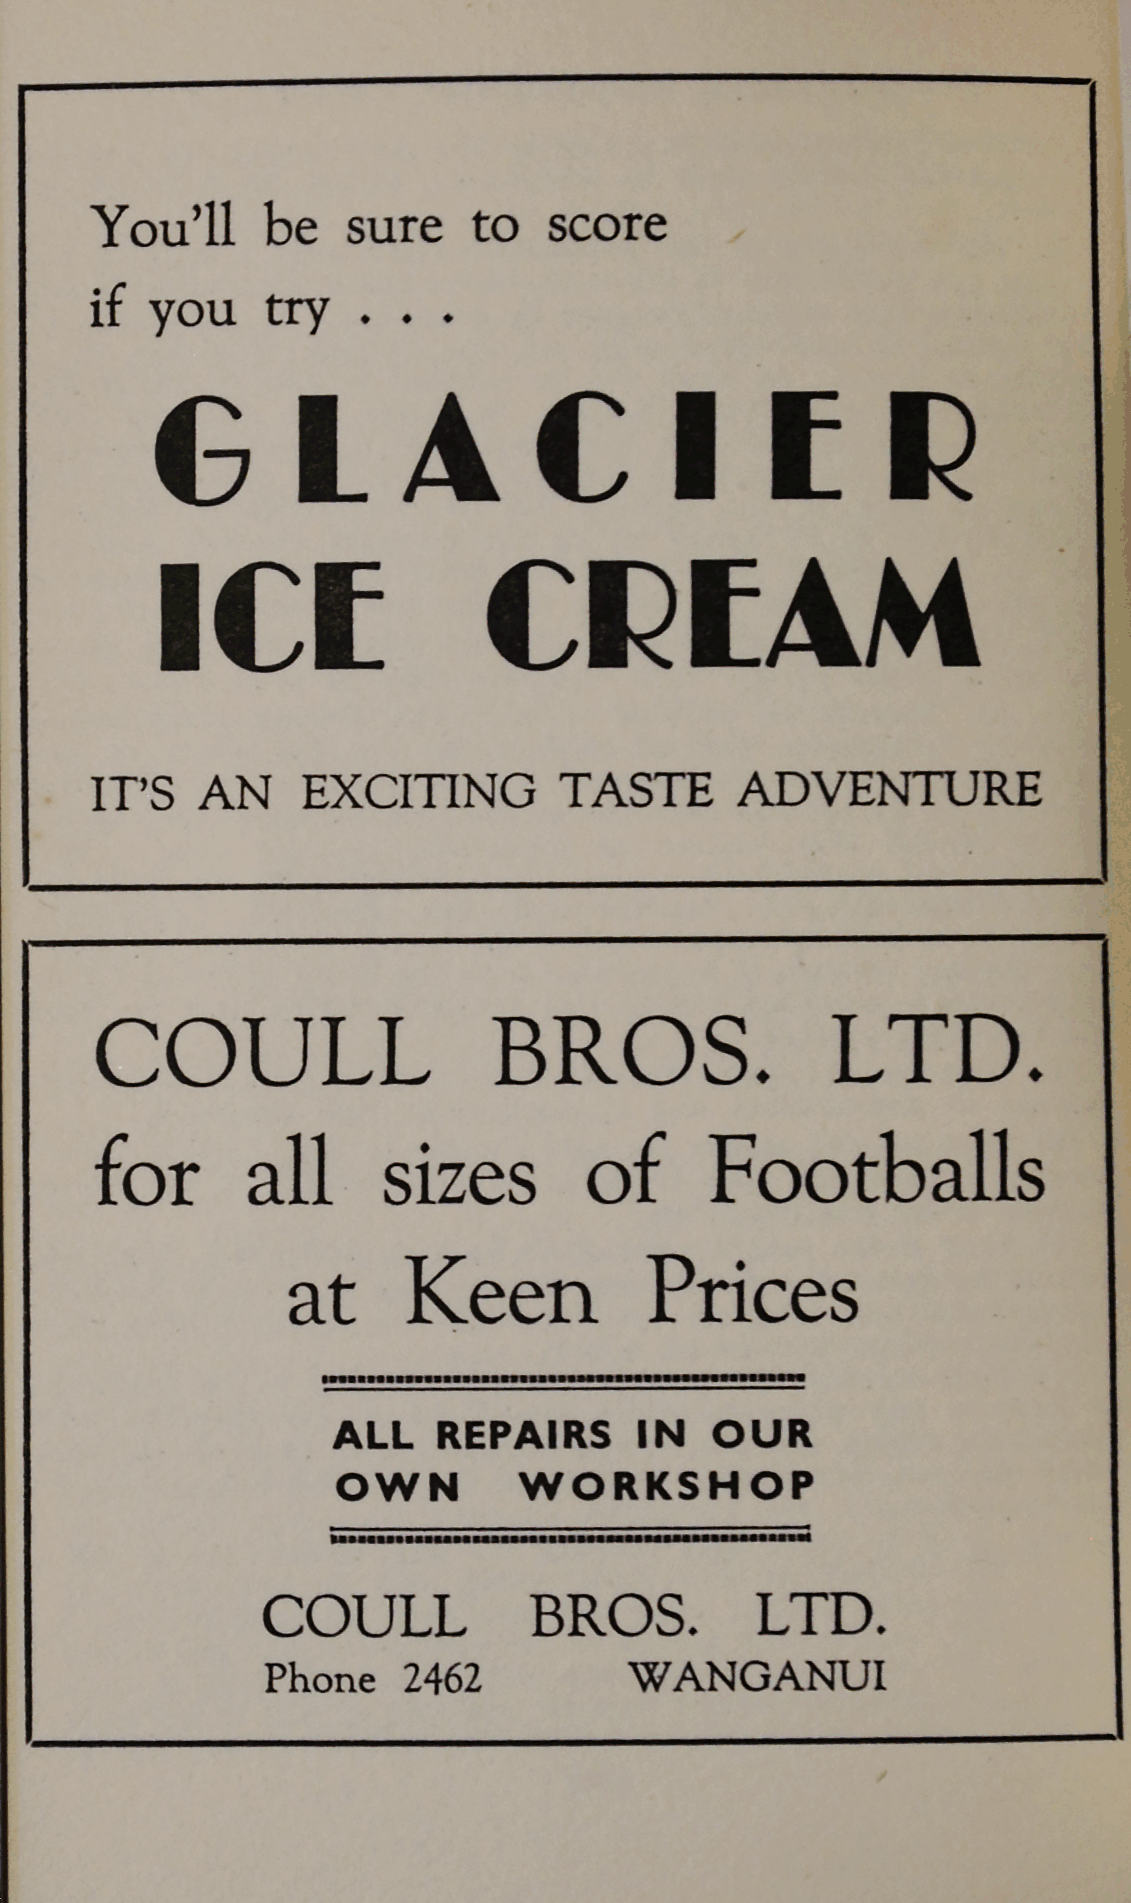 You'll be sure to score
if you try . . .
GLACIER
ICE CREAM
IT'S AN EXCITING TASTE ADVENTURE
COULL BROS. LTD.
for all sizes of Footballs
at Keen Prices
ALL REPAIRS IN OUR
OWN WORKSHOP
COULL BROS. LTD.
Phone 2462 WANGANUI